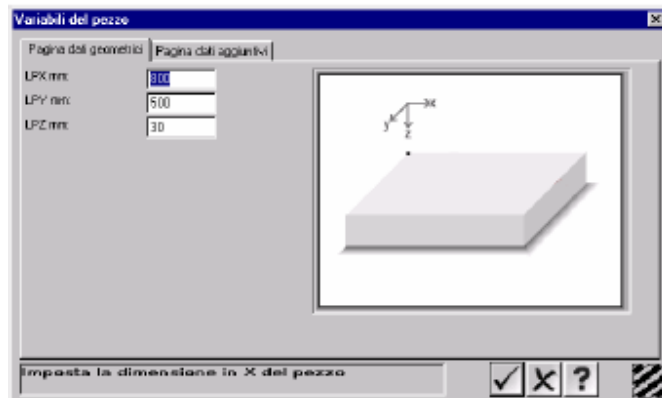 Variabili del pezzo
Pagina dati geometrici Pagina dati aggiuntivi
LPX mm: 800
LPY mm: 500
LPZ mm: 30
x
y
z
Imposta la dimensione in X del pezzo
?